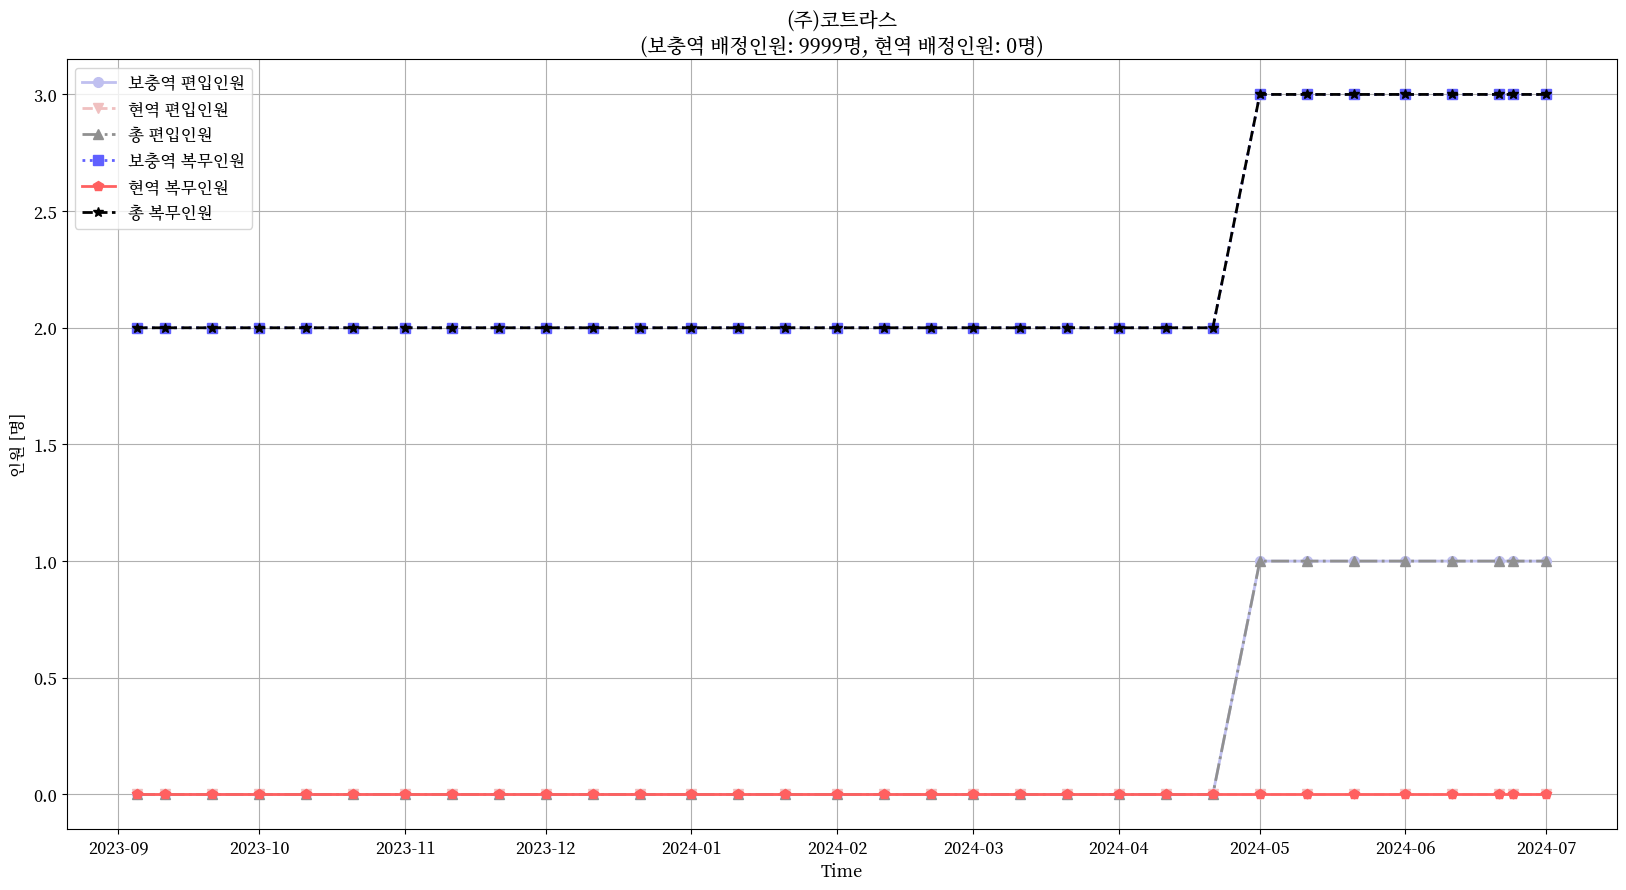 (주)코트라스
(보충역 배정인원: 9999명, 현역 배정인원: 0명)
보충역 편입인원
현역 편입인원
총 편입인원
보충역 복무인원
현역 복무인원
총 복무인원
3.0
2.5
2.0
1.5
1.0
0.5
0.0
인원 [명]
2023-09 2023-10 2023-11 2023-12 2024-01 2024-02 2024-03 2024-04 2024-05 2024-06 2024-07
Time